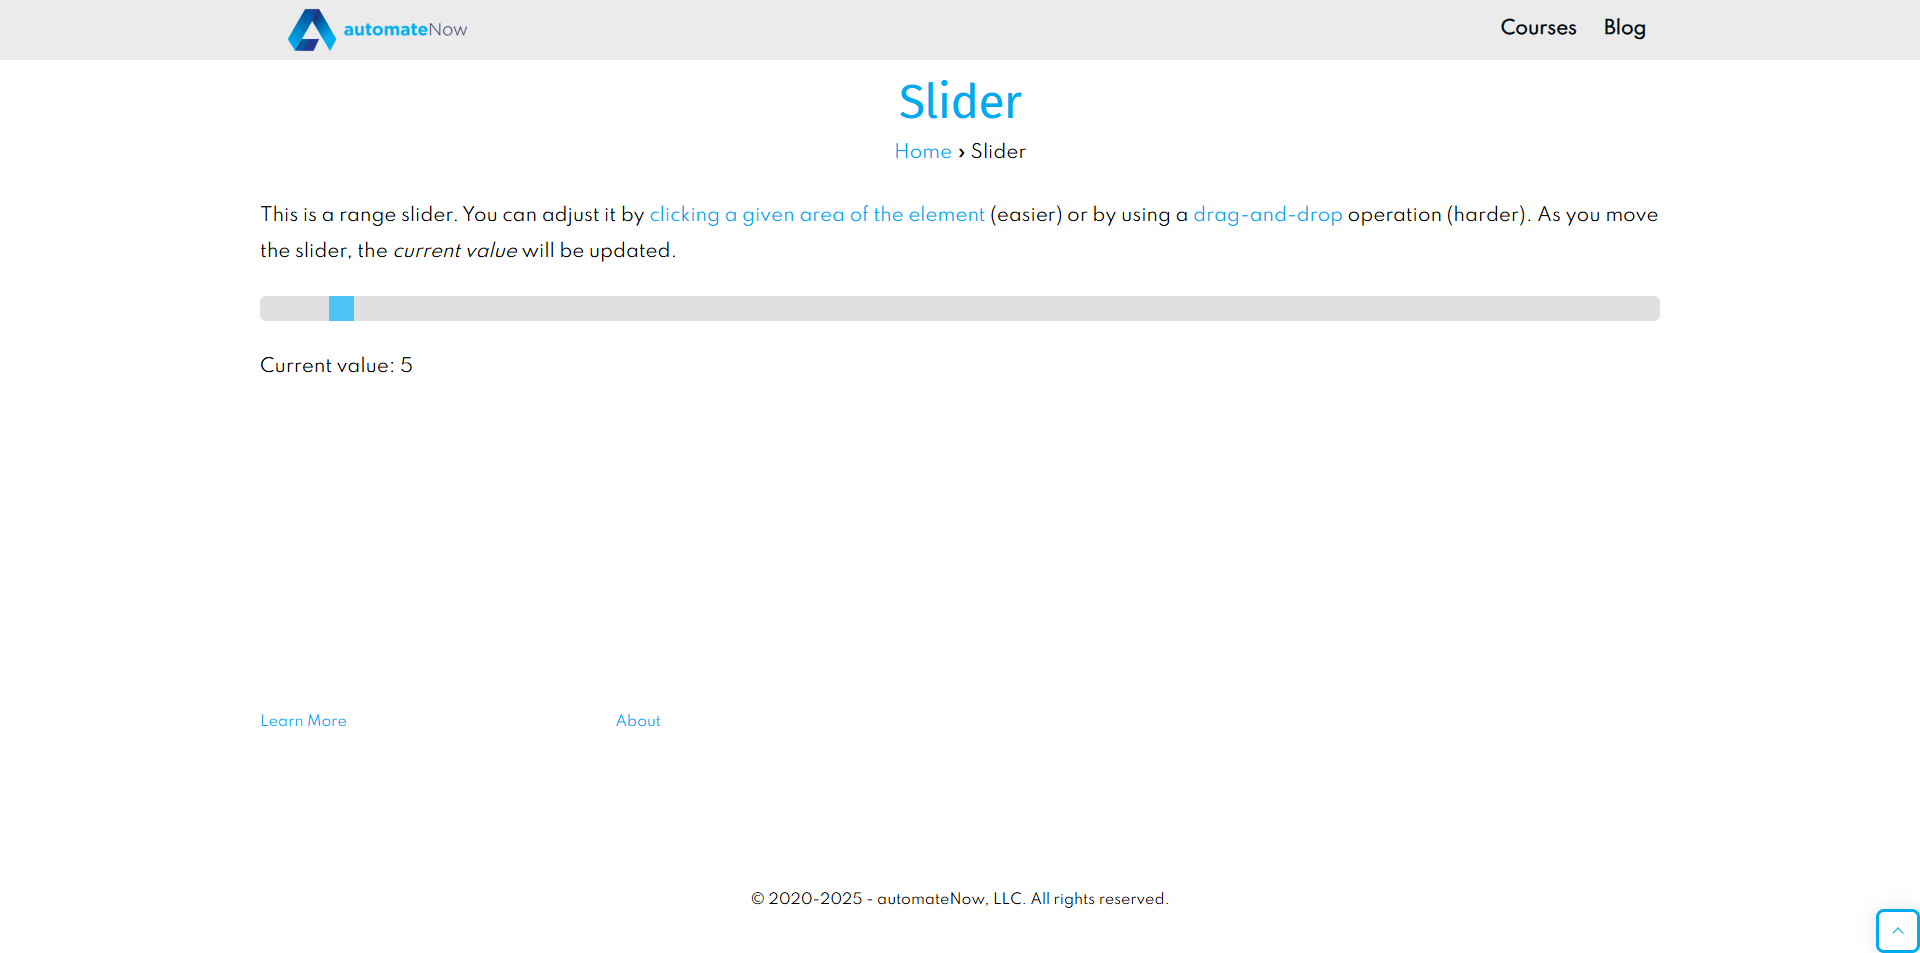 automateNow
Courses
Blog
Slider
Home › Slider
This is a range slider. You can adjust it by clicking a given area of the element (easier) or by using a drag-and-drop operation (harder). As you move
the slider, the current value will be updated.
Current value: 5
Learn More
About
© 2020-2025 - automateNow, LLC. All rights reserved.